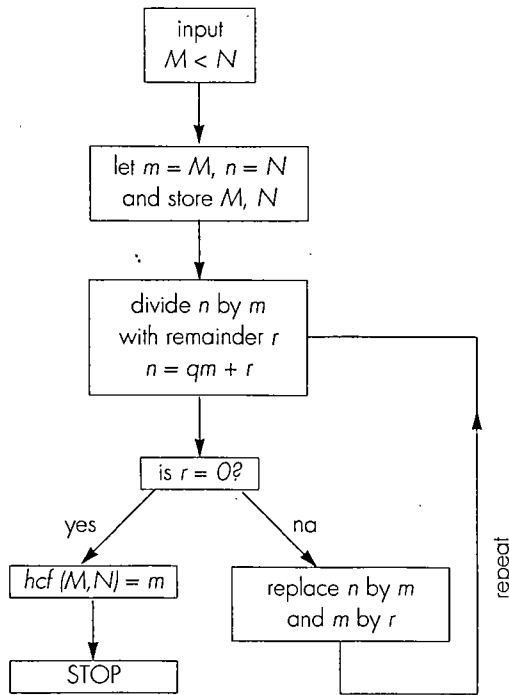 input
M < N
let m = M, n = N
and store M, N
divide n by m
with remainder r
n = qm + r
is r = 0?
yes
na
hcf (M,N) = m
replace n by m
and m by r
repeat
STOP